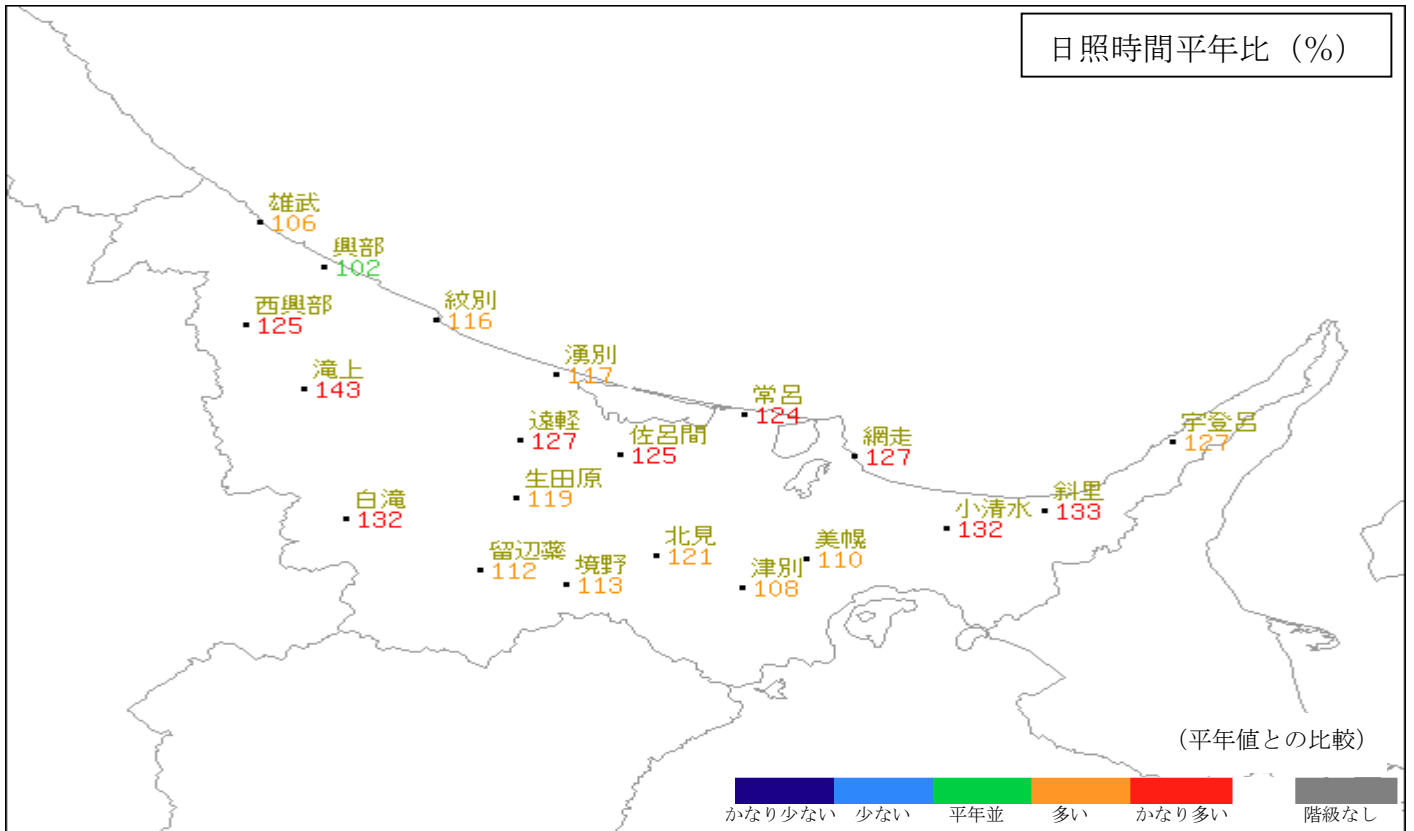 日照時間平年比（％）
雄武
106
興部
102
西興部
125
紋別
116
滝上
143
湧別
117
常呂
124
遠軽
127
佐呂間
125
網走
127
宇登呂
127
生田原
119
白滝
132
斜里
133
小清水
132
北見
121
美幌
110
留辺蘂
112
境野
113
津別
108
（平年値との比較）
かなり少ない 少ない 平年並 多い かなり多い 階級なし